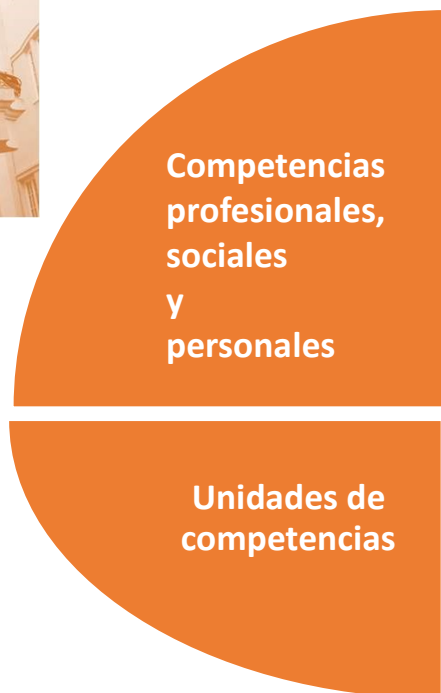 Competencias
profesionales,
sociales
y
personales
Unidades de
competencias